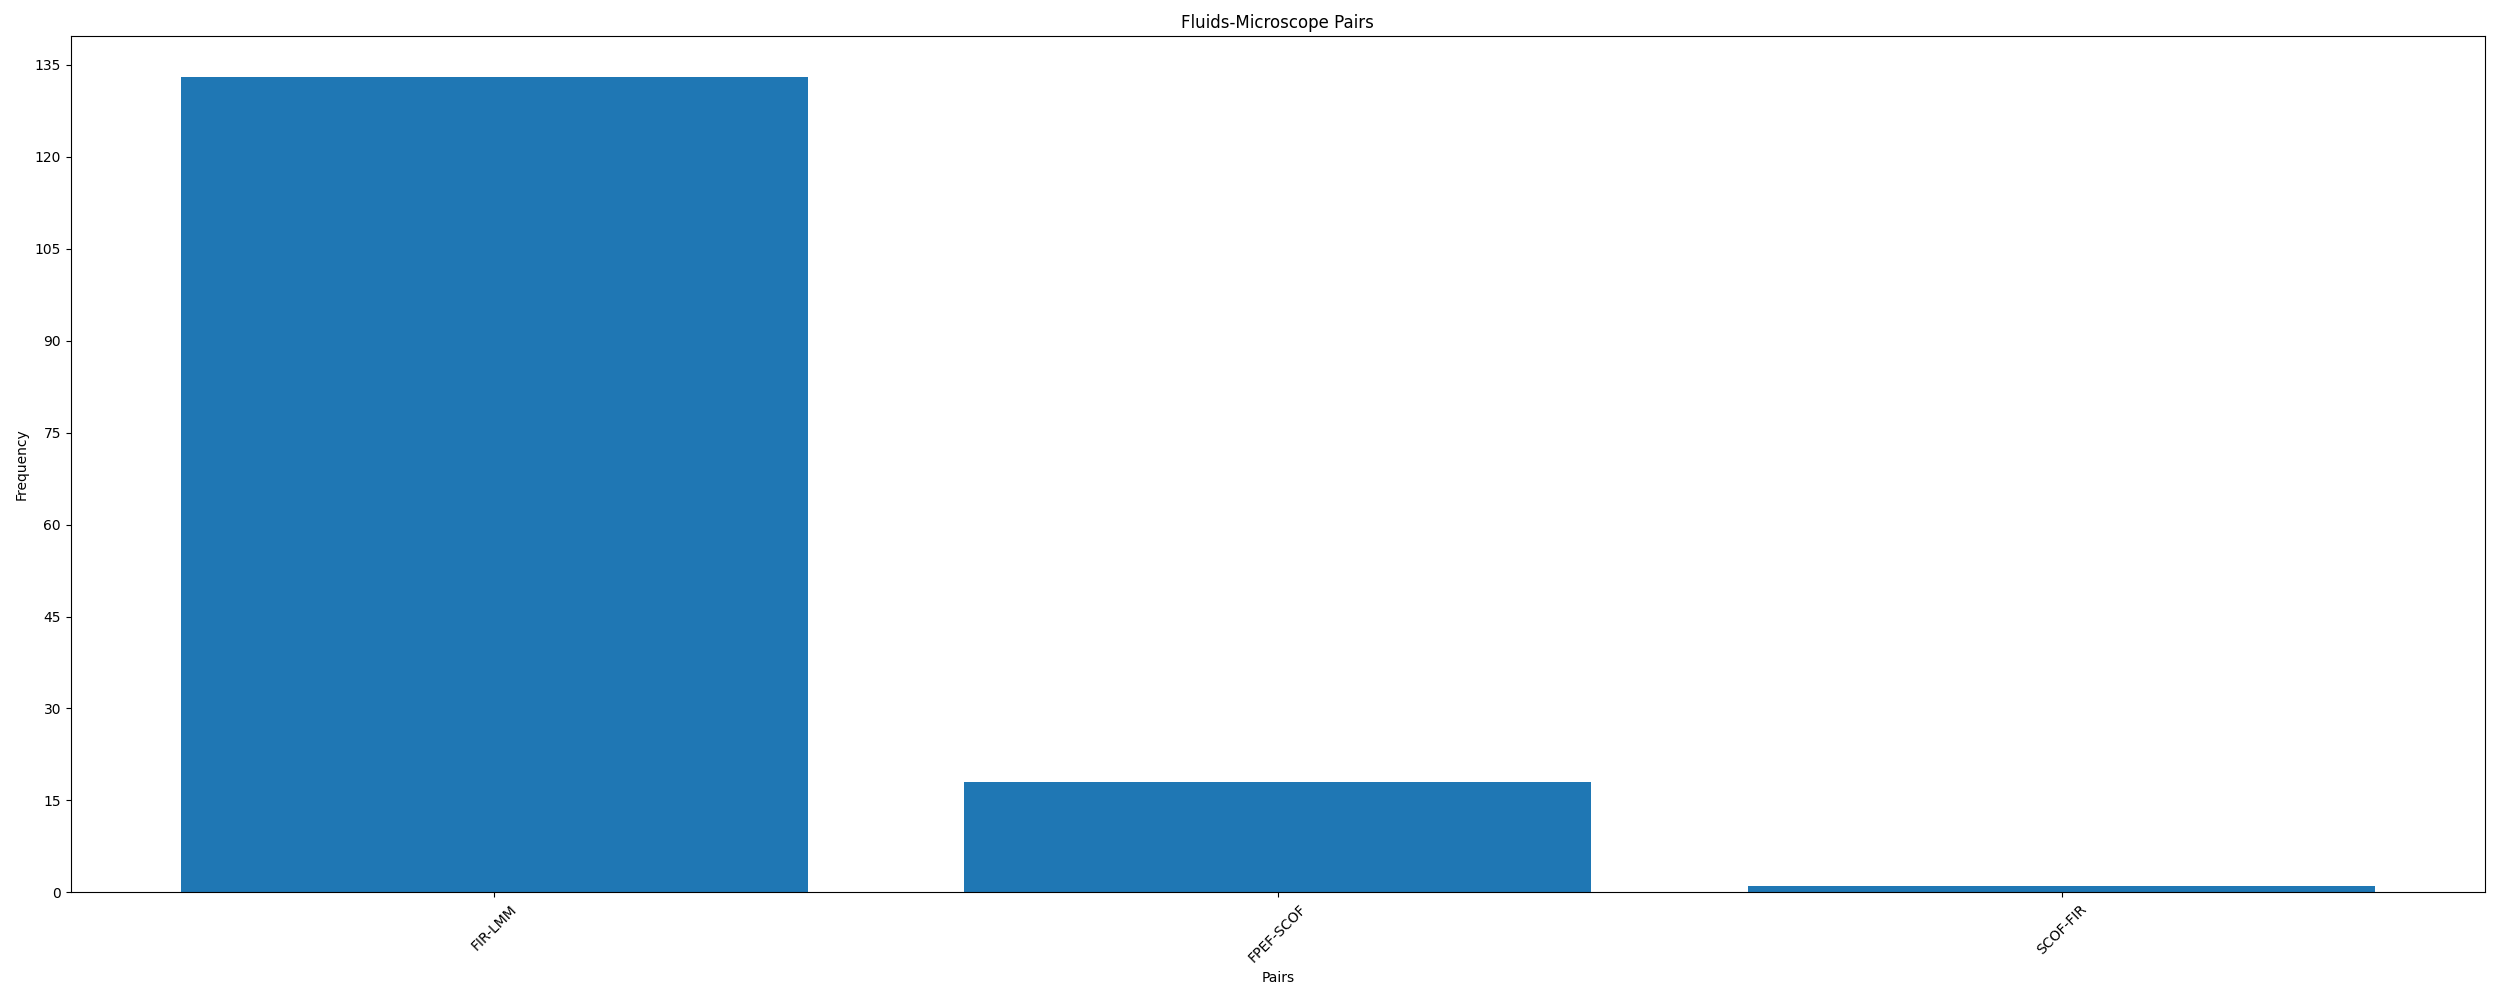 Fluids-Microscope Pairs
Frequency
135
120
105
90
75
60
45
30
15
0
FIR-LMM
FPEF-SCOF
SCOF-FIR
Pairs